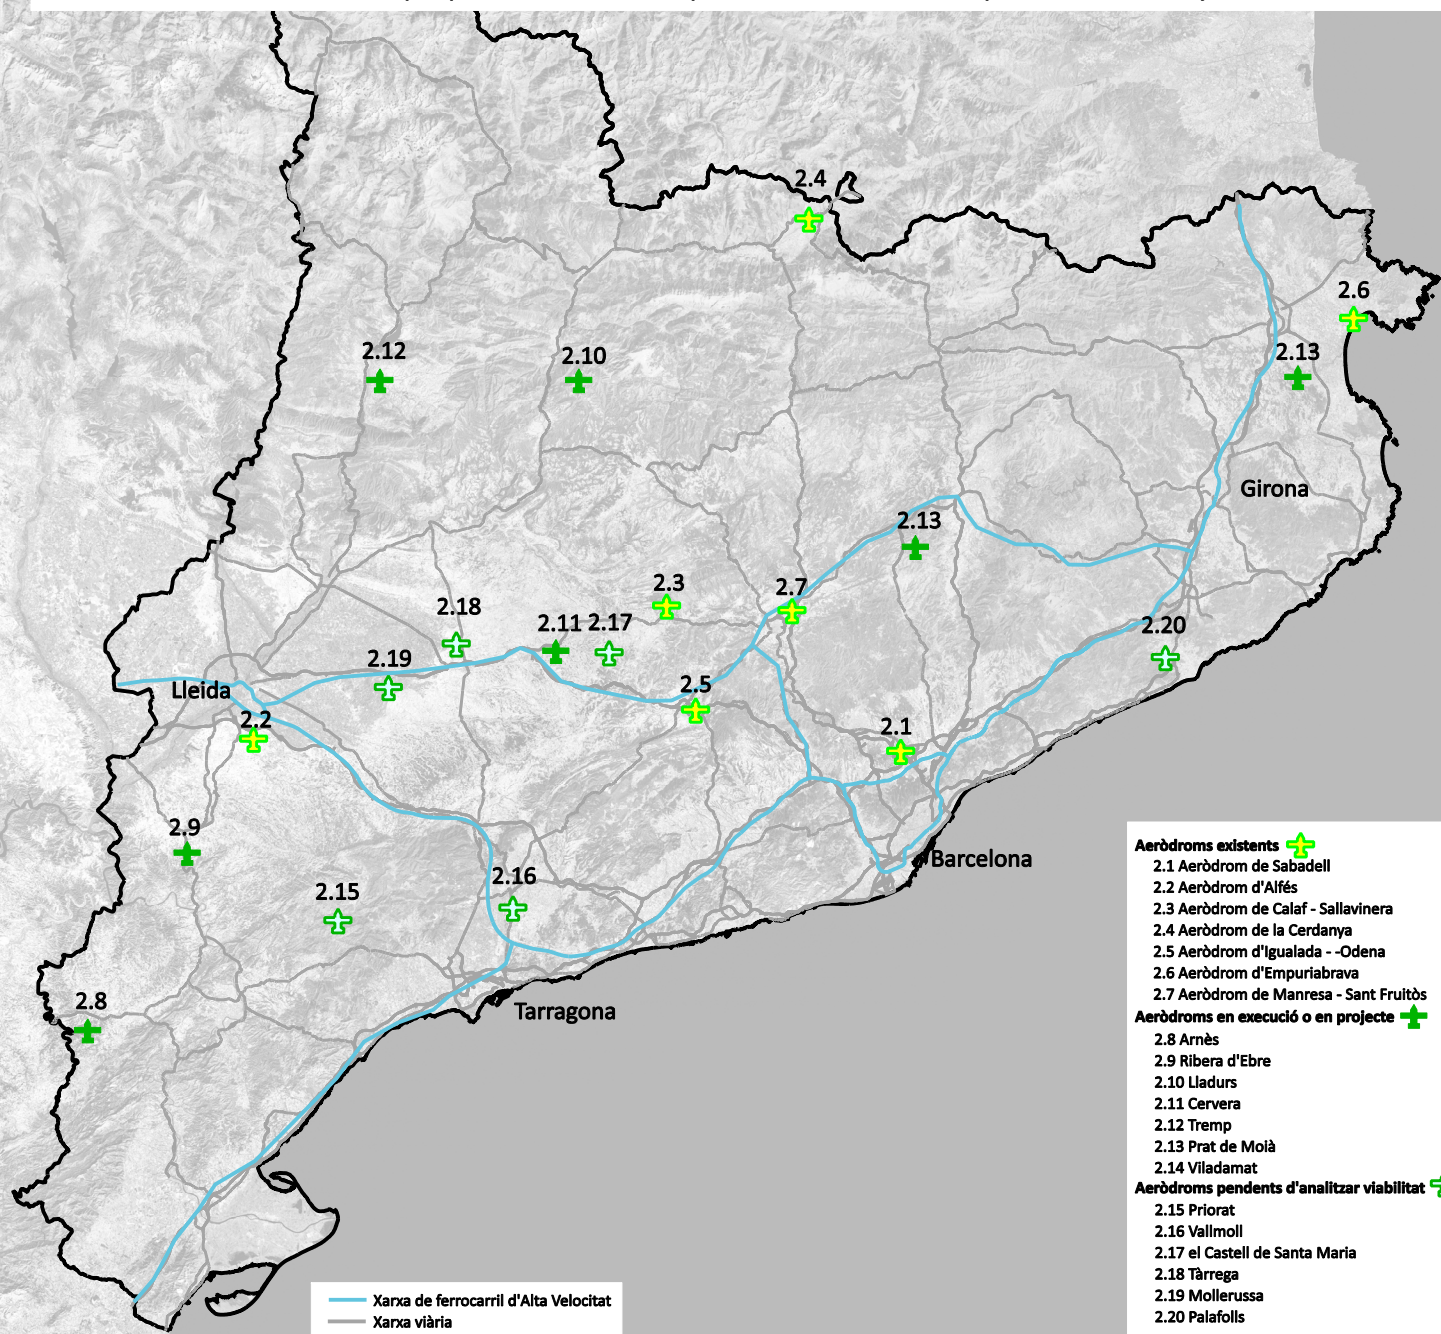 2.4
2.6
2.12
2.10
2.13
Girona
2.13
2.3
2.7
2.18
2.11
2.17
2.20
2.19
Lleida
2.5
2.2
2.1
2.9
Barcelona
2.15
2.16
2.8
Tarragona
Aeròdroms existents
2.1 Aeròdrom de Sabadell
2.2 Aeròdrom d'Alfés
2.3 Aeròdrom de Calaf - Sallavinera
2.4 Aeròdrom de la Cerdanya
2.5 Aeròdrom d'Igualada - -Odena
2.6 Aeròdrom d'Empuriabrava
2.7 Aeròdrom de Manresa - Sant Fruitòs
Aeròdroms en execució o en projecte
2.8 Arnès
2.9 Ribera d'Ebre
2.10 Lladurs
2.11 Cervera
2.12 Tremp
2.13 Prat de Moià
2.14 Viladamat
Aeròdroms pendents d'analitzar viabilitat
2.15 Priorat
2.16 Vallmoll
2.17 el Castell de Santa Maria
2.18 Tàrrega
2.19 Mollerussa
2.20 Palafolls
Xarxa de ferrocarril d'Alta Velocitat
Xarxa viària